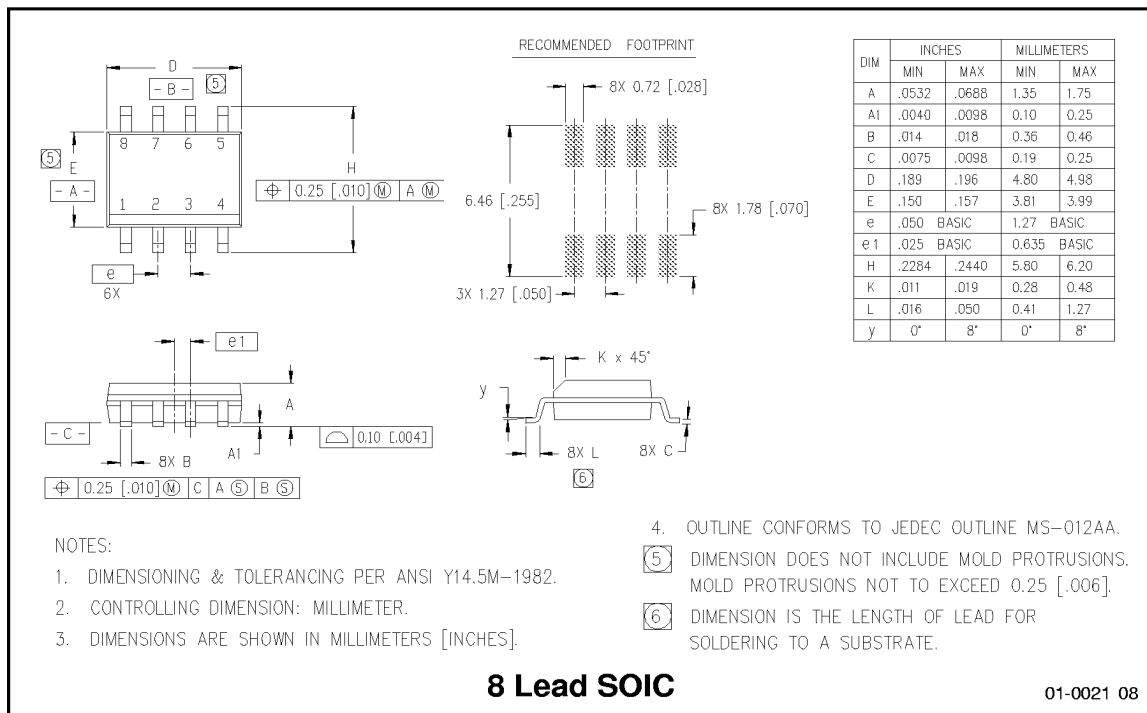 RECOMMENDED FOOTPRINT
D
- B -
5
8 7 6 5
5
E
- A -
H
⌖ 0.25 [.010] Ⓜ A Ⓜ
1 2 3 4
e
6X
8X 0.72 [.028]
6.46 [.255]
8X 1.78 [.070]
3X 1.27 [.050]
DIM INCHES MILLIMETERS
MIN MAX MIN MAX
A .0532 .0688 1.35 1.75
A1 .0040 .0098 0.10 0.25
B .014 .018 0.36 0.46
C .0075 .0098 0.19 0.25
D .189 .196 4.80 4.98
E .150 .157 3.81 3.99
e .050 BASIC 1.27 BASIC
e1 .025 BASIC 0.635 BASIC
H .2284 .2440 5.80 6.20
K .011 .019 0.28 0.48
L .016 .050 0.41 1.27
y 0° 8° 0° 8°
e1
A
- C -
8X B
A1
0.10 [.004]
⌖ 0.25 [.010] Ⓜ C A Ⓢ B Ⓢ
K x 45°
y
8X L
6
8X C
NOTES:
1. DIMENSIONING & TOLERANCING PER ANSI Y14.5M-1982.
2. CONTROLLING DIMENSION: MILLIMETER.
3. DIMENSIONS ARE SHOWN IN MILLIMETERS [INCHES].
4. OUTLINE CONFORMS TO JEDEC OUTLINE MS-012AA.
5 DIMENSION DOES NOT INCLUDE MOLD PROTRUSIONS.
MOLD PROTRUSIONS NOT TO EXCEED 0.25 [.006].
6 DIMENSION IS THE LENGTH OF LEAD FOR
SOLDERING TO A SUBSTRATE.
8 Lead SOIC
01-0021 08